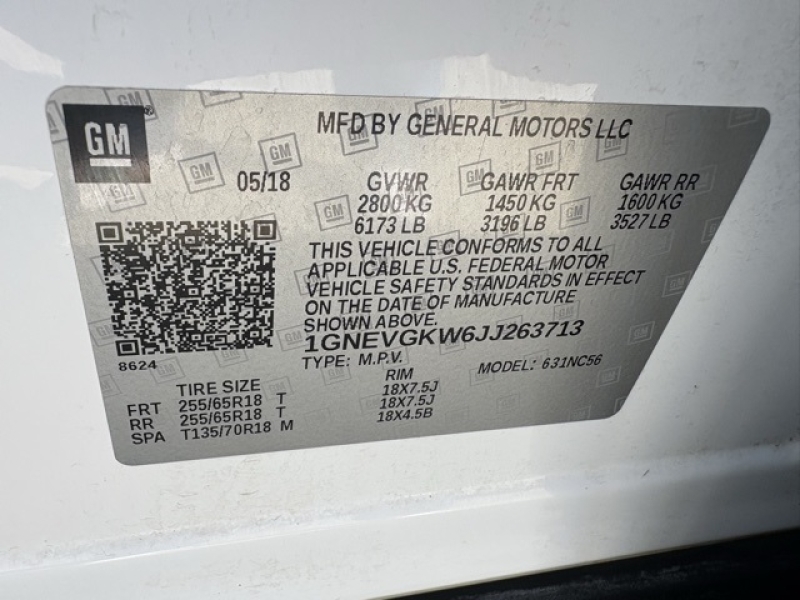 GM®
MFD BY GENERAL MOTORS LLC
05/18 GVWR GAWR FRT GAWR RR
2800 KG 1450 KG 1600 KG
6173 LB 3196 LB 3527 LB
THIS VEHICLE CONFORMS TO ALL
APPLICABLE U.S. FEDERAL MOTOR
VEHICLE SAFETY STANDARDS IN EFFECT
ON THE DATE OF MANUFACTURE
SHOWN ABOVE.
1GNEVGKW6JJ263713
8624
TYPE: M.P.V. MODEL: 631NC56
TIRE SIZE RIM
FRT 255/65R18 T 18X7.5J
RR 255/65R18 T 18X7.5J
SPA T135/70R18 M 18X4.5B